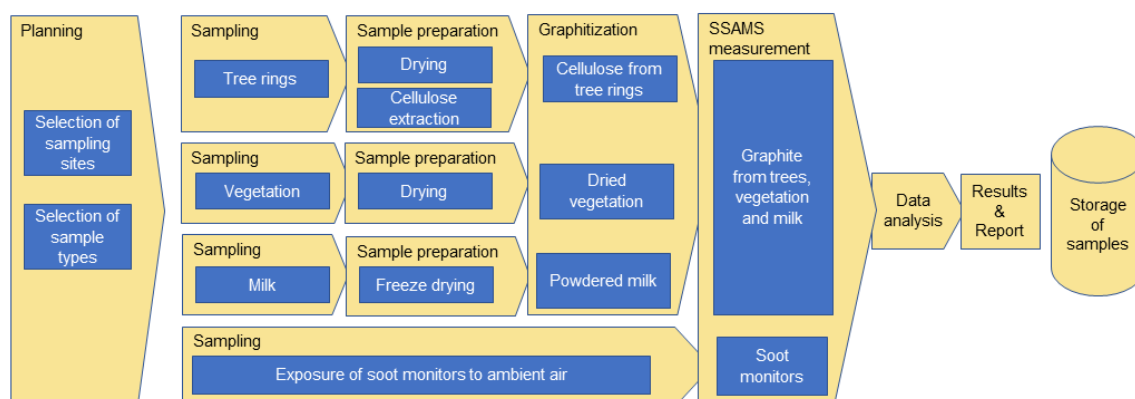 Planning
Selection of
sampling
sites
Selection of
sample
types
Sampling
Tree rings
Sample preparation
Drying
Cellulose
extraction
Sampling
Vegetation
Sample preparation
Drying
Sampling
Milk
Sample preparation
Freeze drying
Sampling
Exposure of soot monitors to ambient air
Graphitization
Cellulose from
tree rings
Dried
vegetation
Powdered milk
SSAMS
measurement
Graphite
from trees,
vegetation
and milk
Soot
monitors
Data
analysis
Results
&
Report
Storage
of
samples